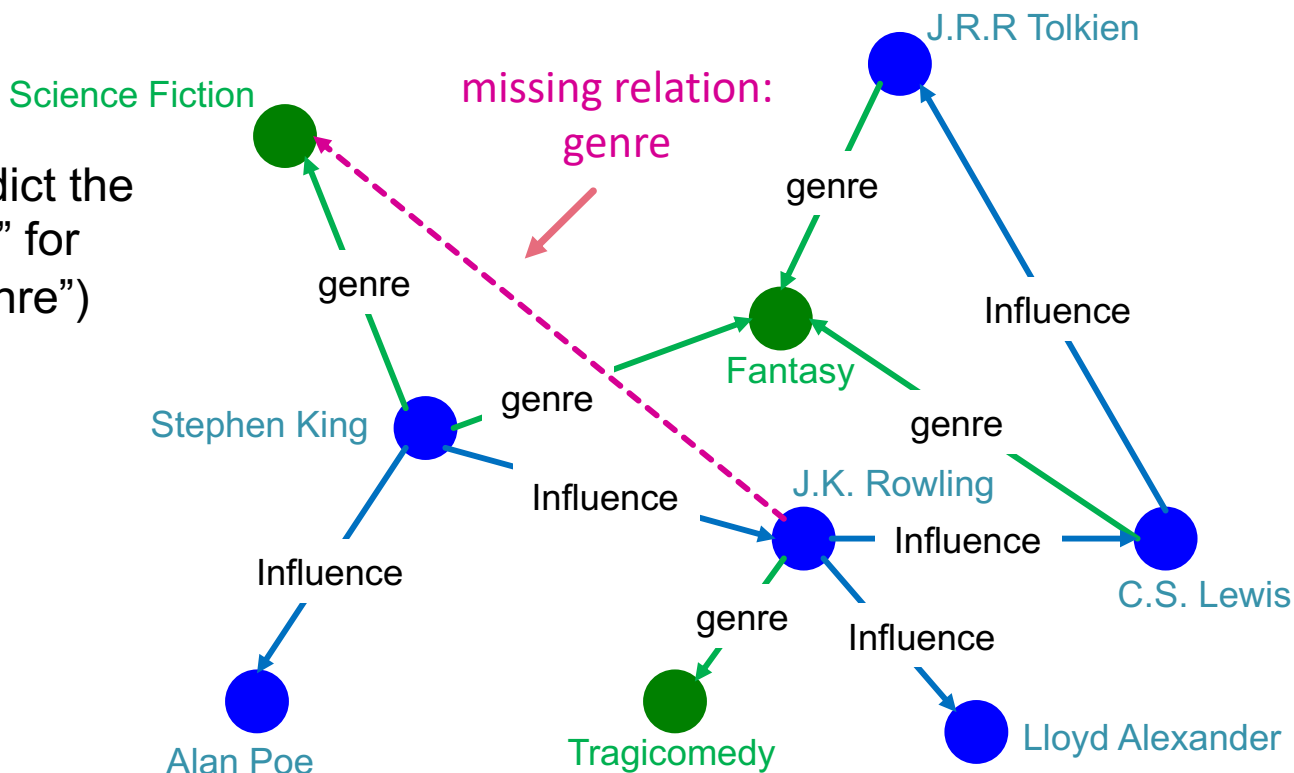 J.R.R Tolkien
Science Fiction
missing relation:
genre
dict the
” for
nre”)
genre
genre
Influence
Fantasy
genre
genre
Stephen King
J.K. Rowling
Influence
Influence
Influence
C.S. Lewis
genre
Influence
Lloyd Alexander
Tragicomedy
Alan Poe